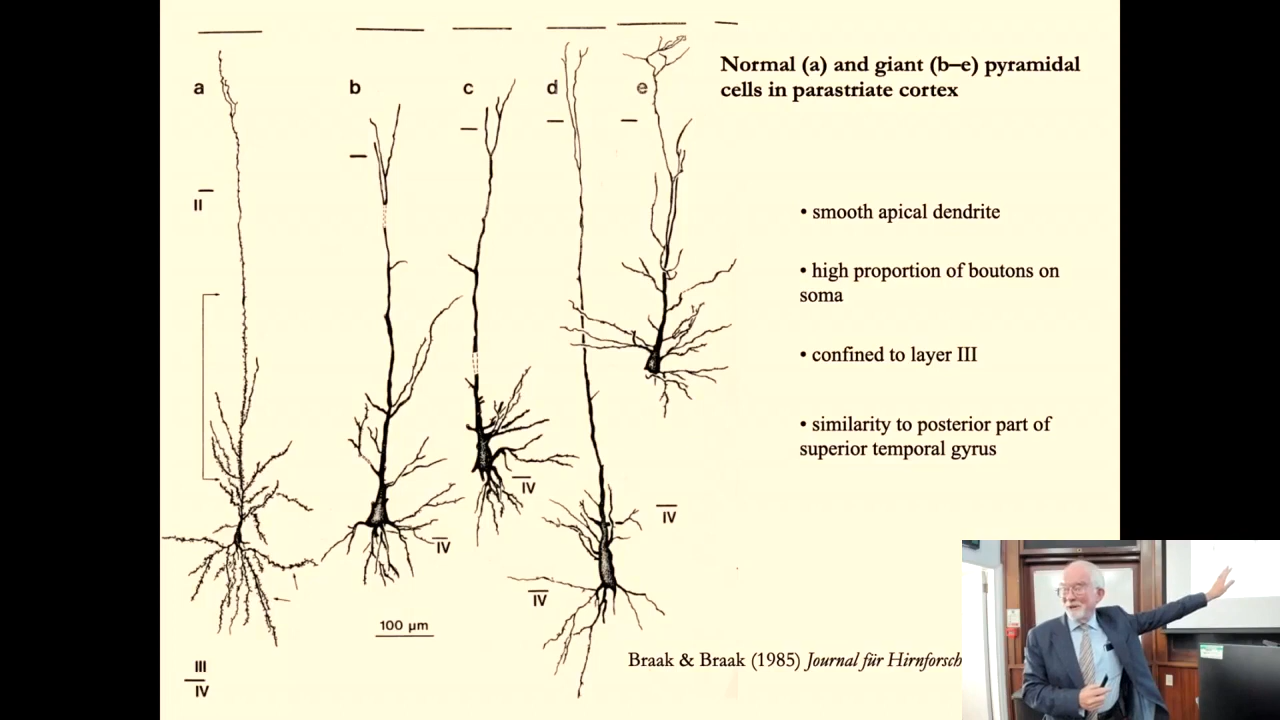 Normal (a) and giant (b–e) pyramidal
cells in parastriate cortex
a
b
c
d
e
II
• smooth apical dendrite
• high proportion of boutons on
soma
• confined to layer III
• similarity to posterior part of
superior temporal gyrus
IV
IV
IV
IV
100 µm
III
IV
Braak & Braak (1985) Journal für Hirnforsch